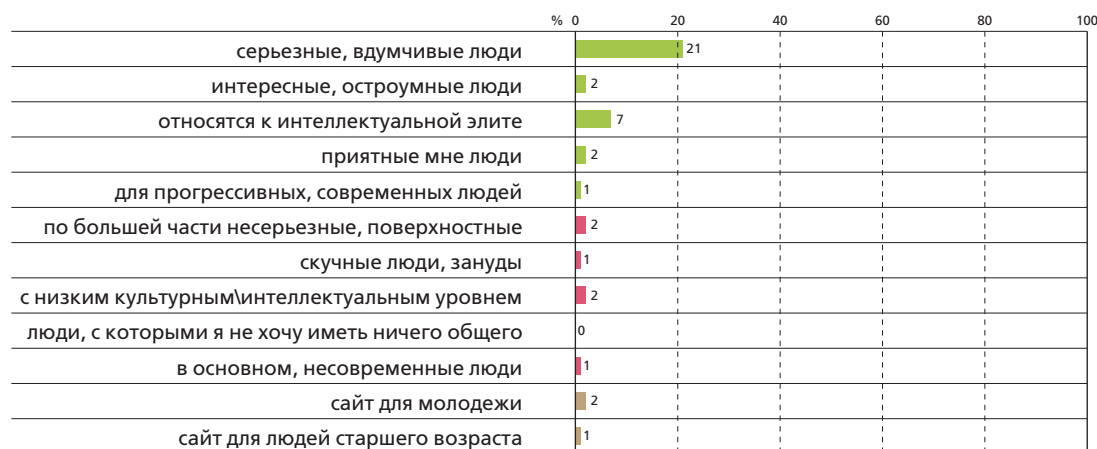 % 0 20 40 60 80 100
серьезные, вдумчивые люди 21
интересные, остроумные люди 2
относятся к интеллектуальной элите 7
приятные мне люди 2
для прогрессивных, современных людей 1
по большей части несерьезные, поверхностные 2
скучные люди, зануды 1
с низким культурным\интеллектуальным уровнем 2
люди, с которыми я не хочу иметь ничего общего 0
в основном, несовременные люди 1
сайт для молодежи 2
сайт для людей старшего возраста 1